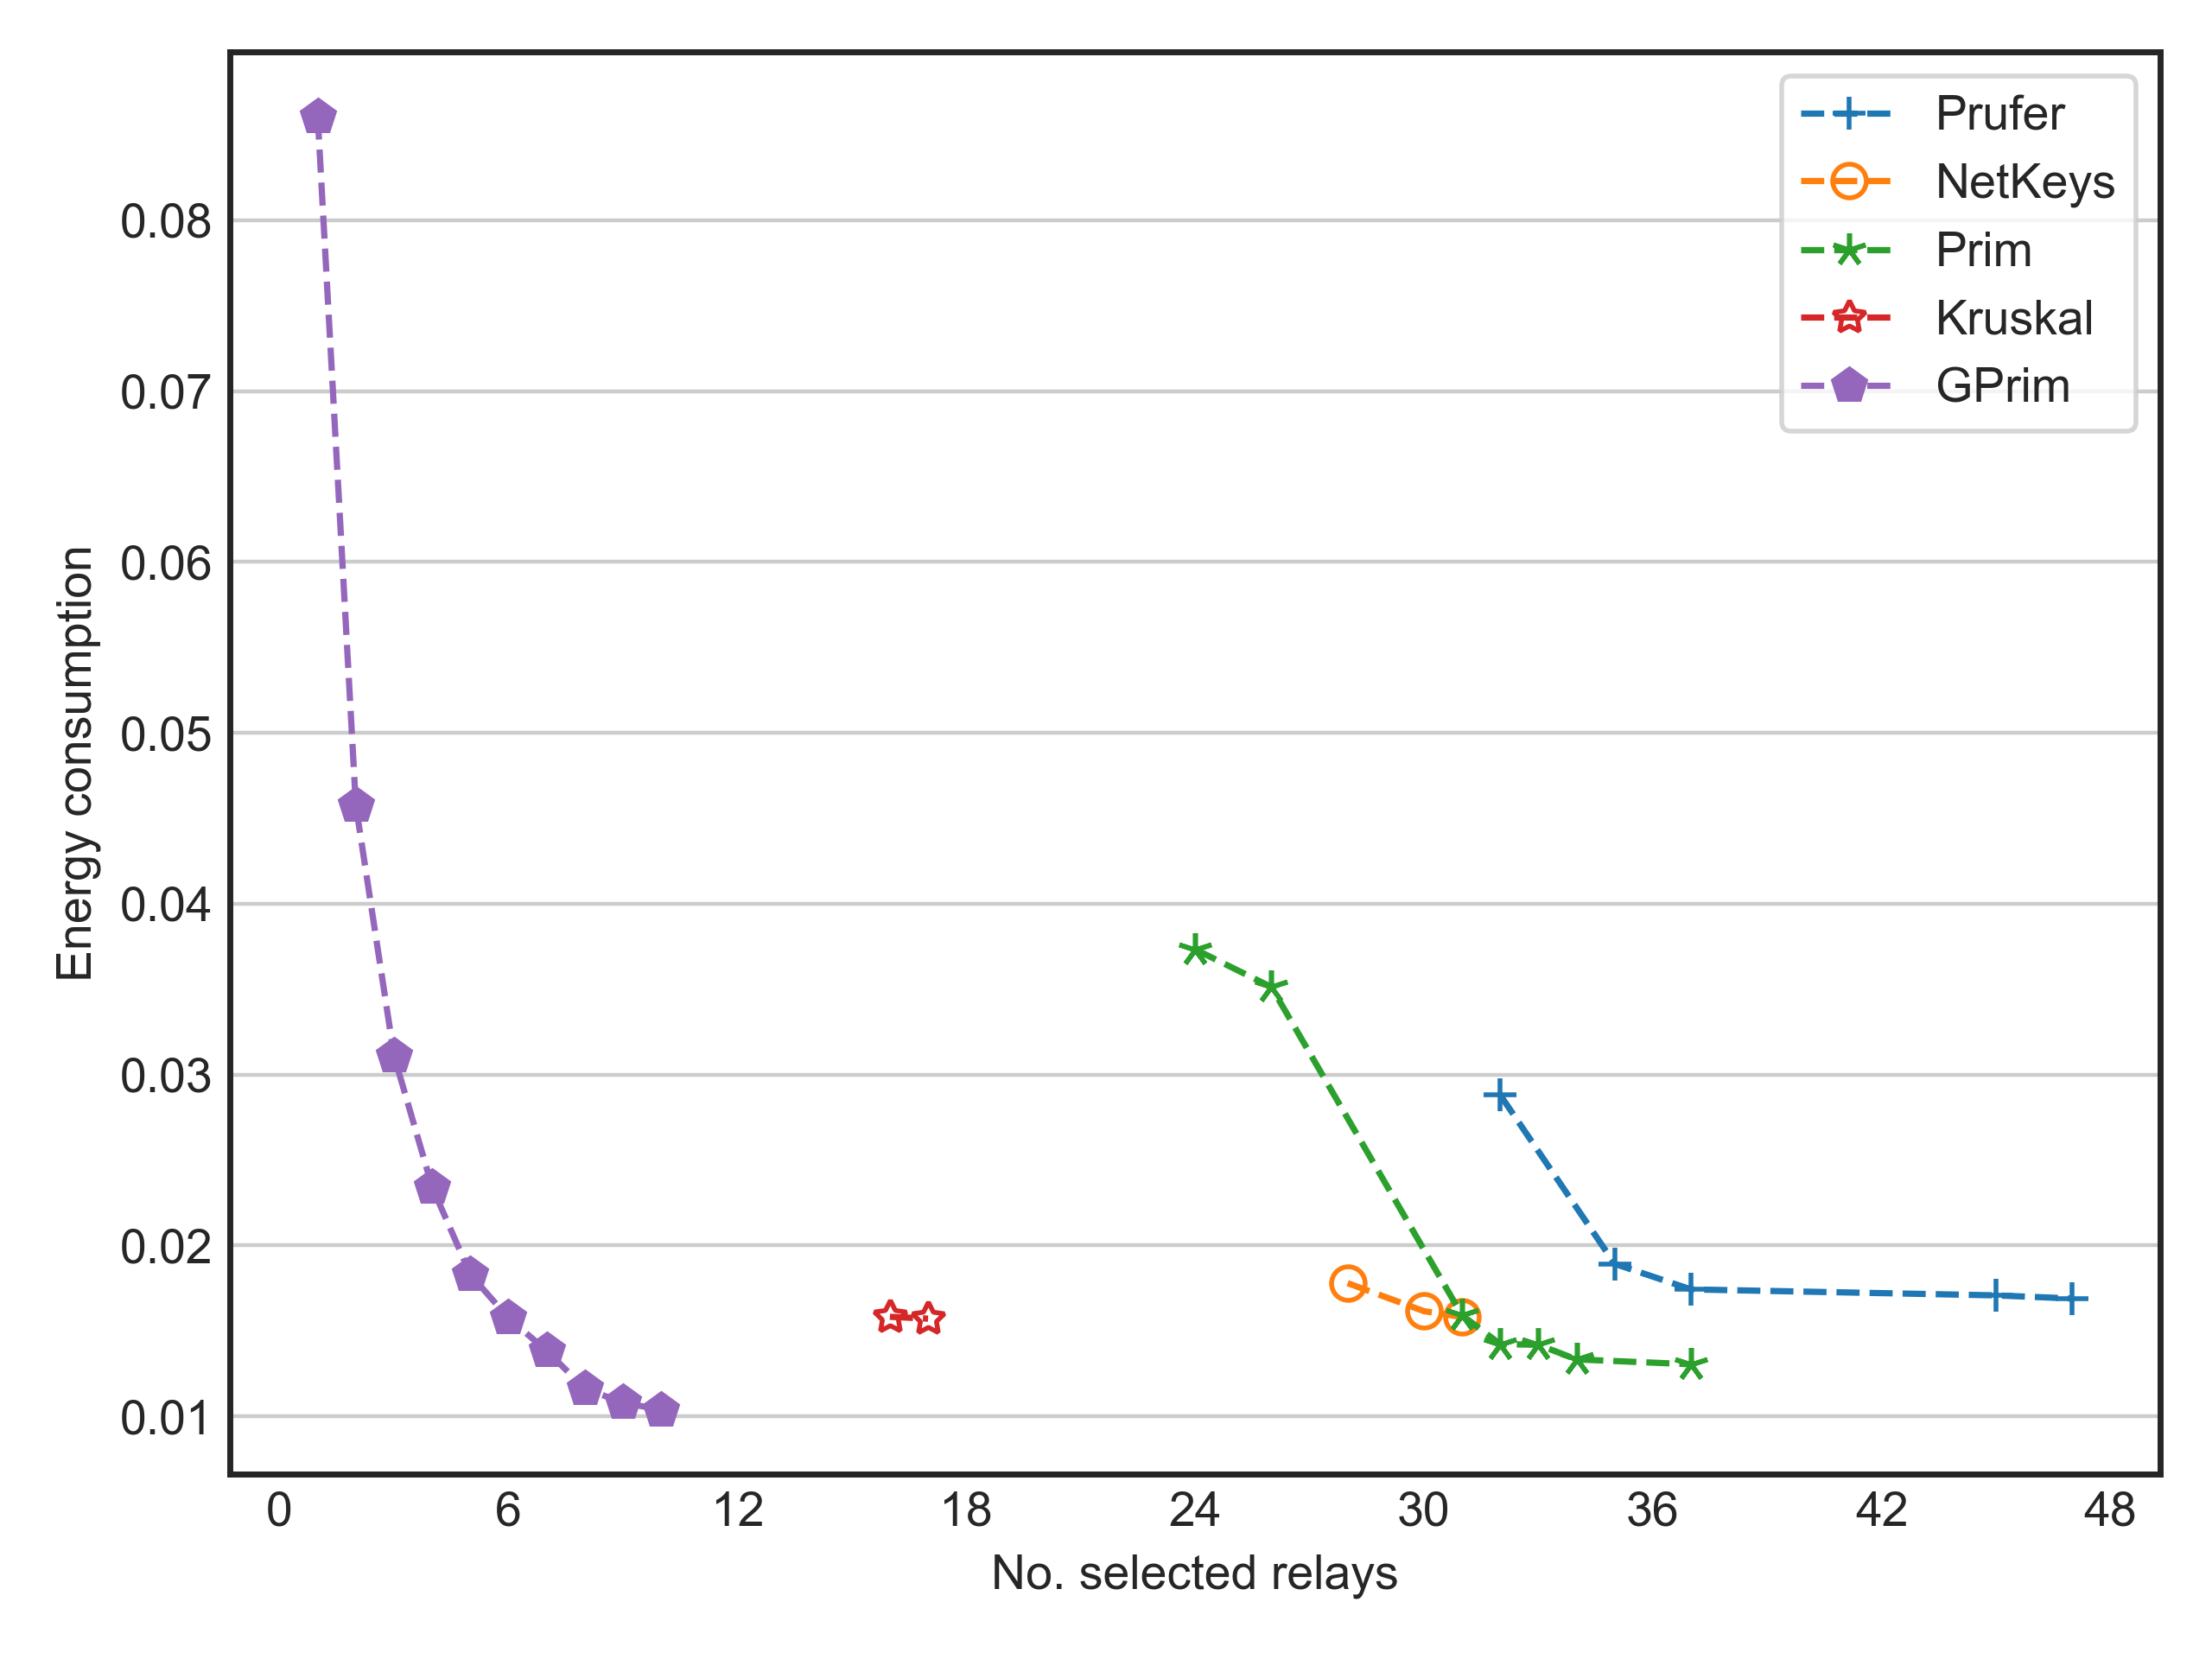 Prufer
NetKeys
Prim
Kruskal
GPrim
Energy consumption
0.08
0.07
0.06
0.05
0.04
0.03
0.02
0.01
0 6 12 18 24 30 36 42 48
No. selected relays